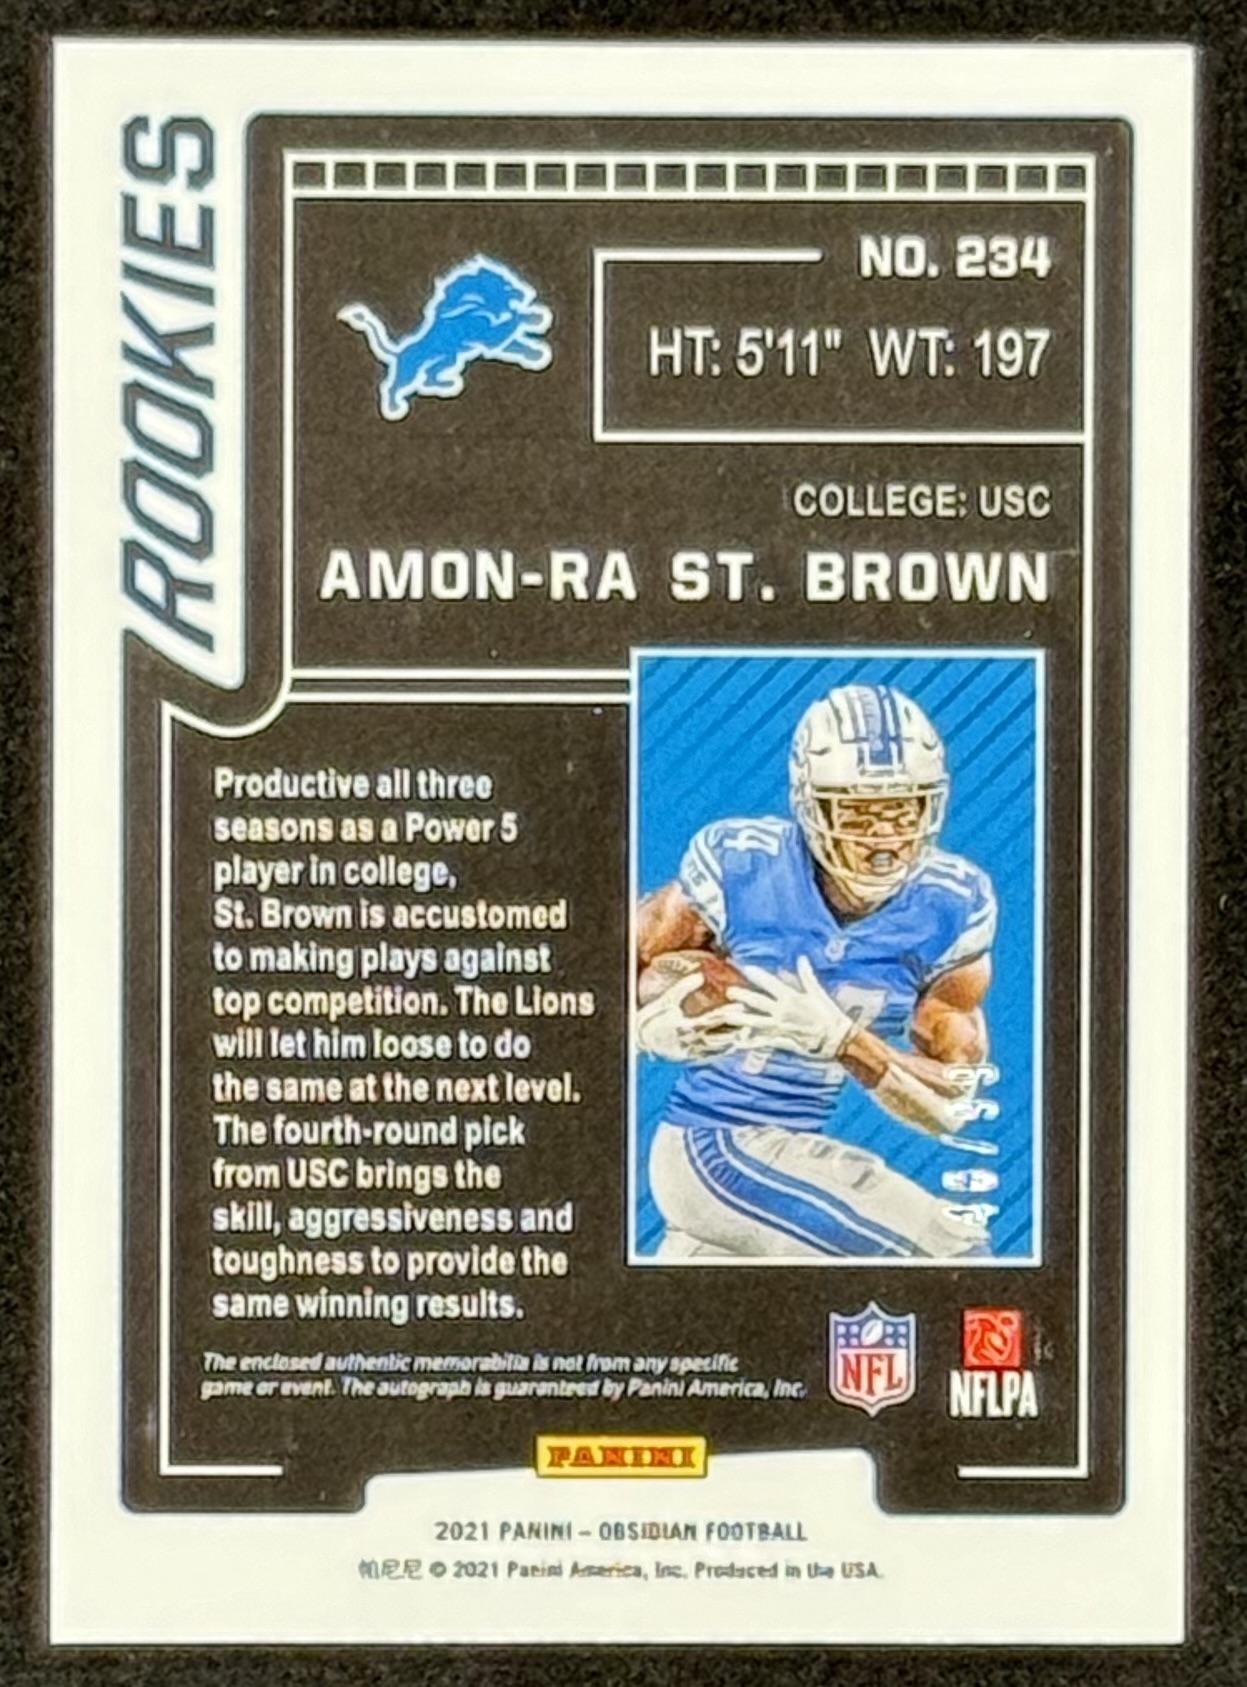 ROOKIES
NO. 234
HT: 5'11" WT: 197
COLLEGE: USC
AMON-RA ST. BROWN
Productive all three
seasons as a Power 5
player in college,
St. Brown is accustomed
to making plays against
top competition. The Lions
will let him loose to do
the same at the next level.
The fourth-round pick
from USC brings the
skill, aggressiveness and
toughness to provide the
same winning results.
14
The enclosed authentic memorabilia is not from any specific
game or event. The autograph is guaranteed by Panini America, Inc.
NFL
NFLPA
PANINI
2021 PANINI – OBSIDIAN FOOTBALL
帕尼尼 © 2021 Panini America, Inc. Produced in the USA.